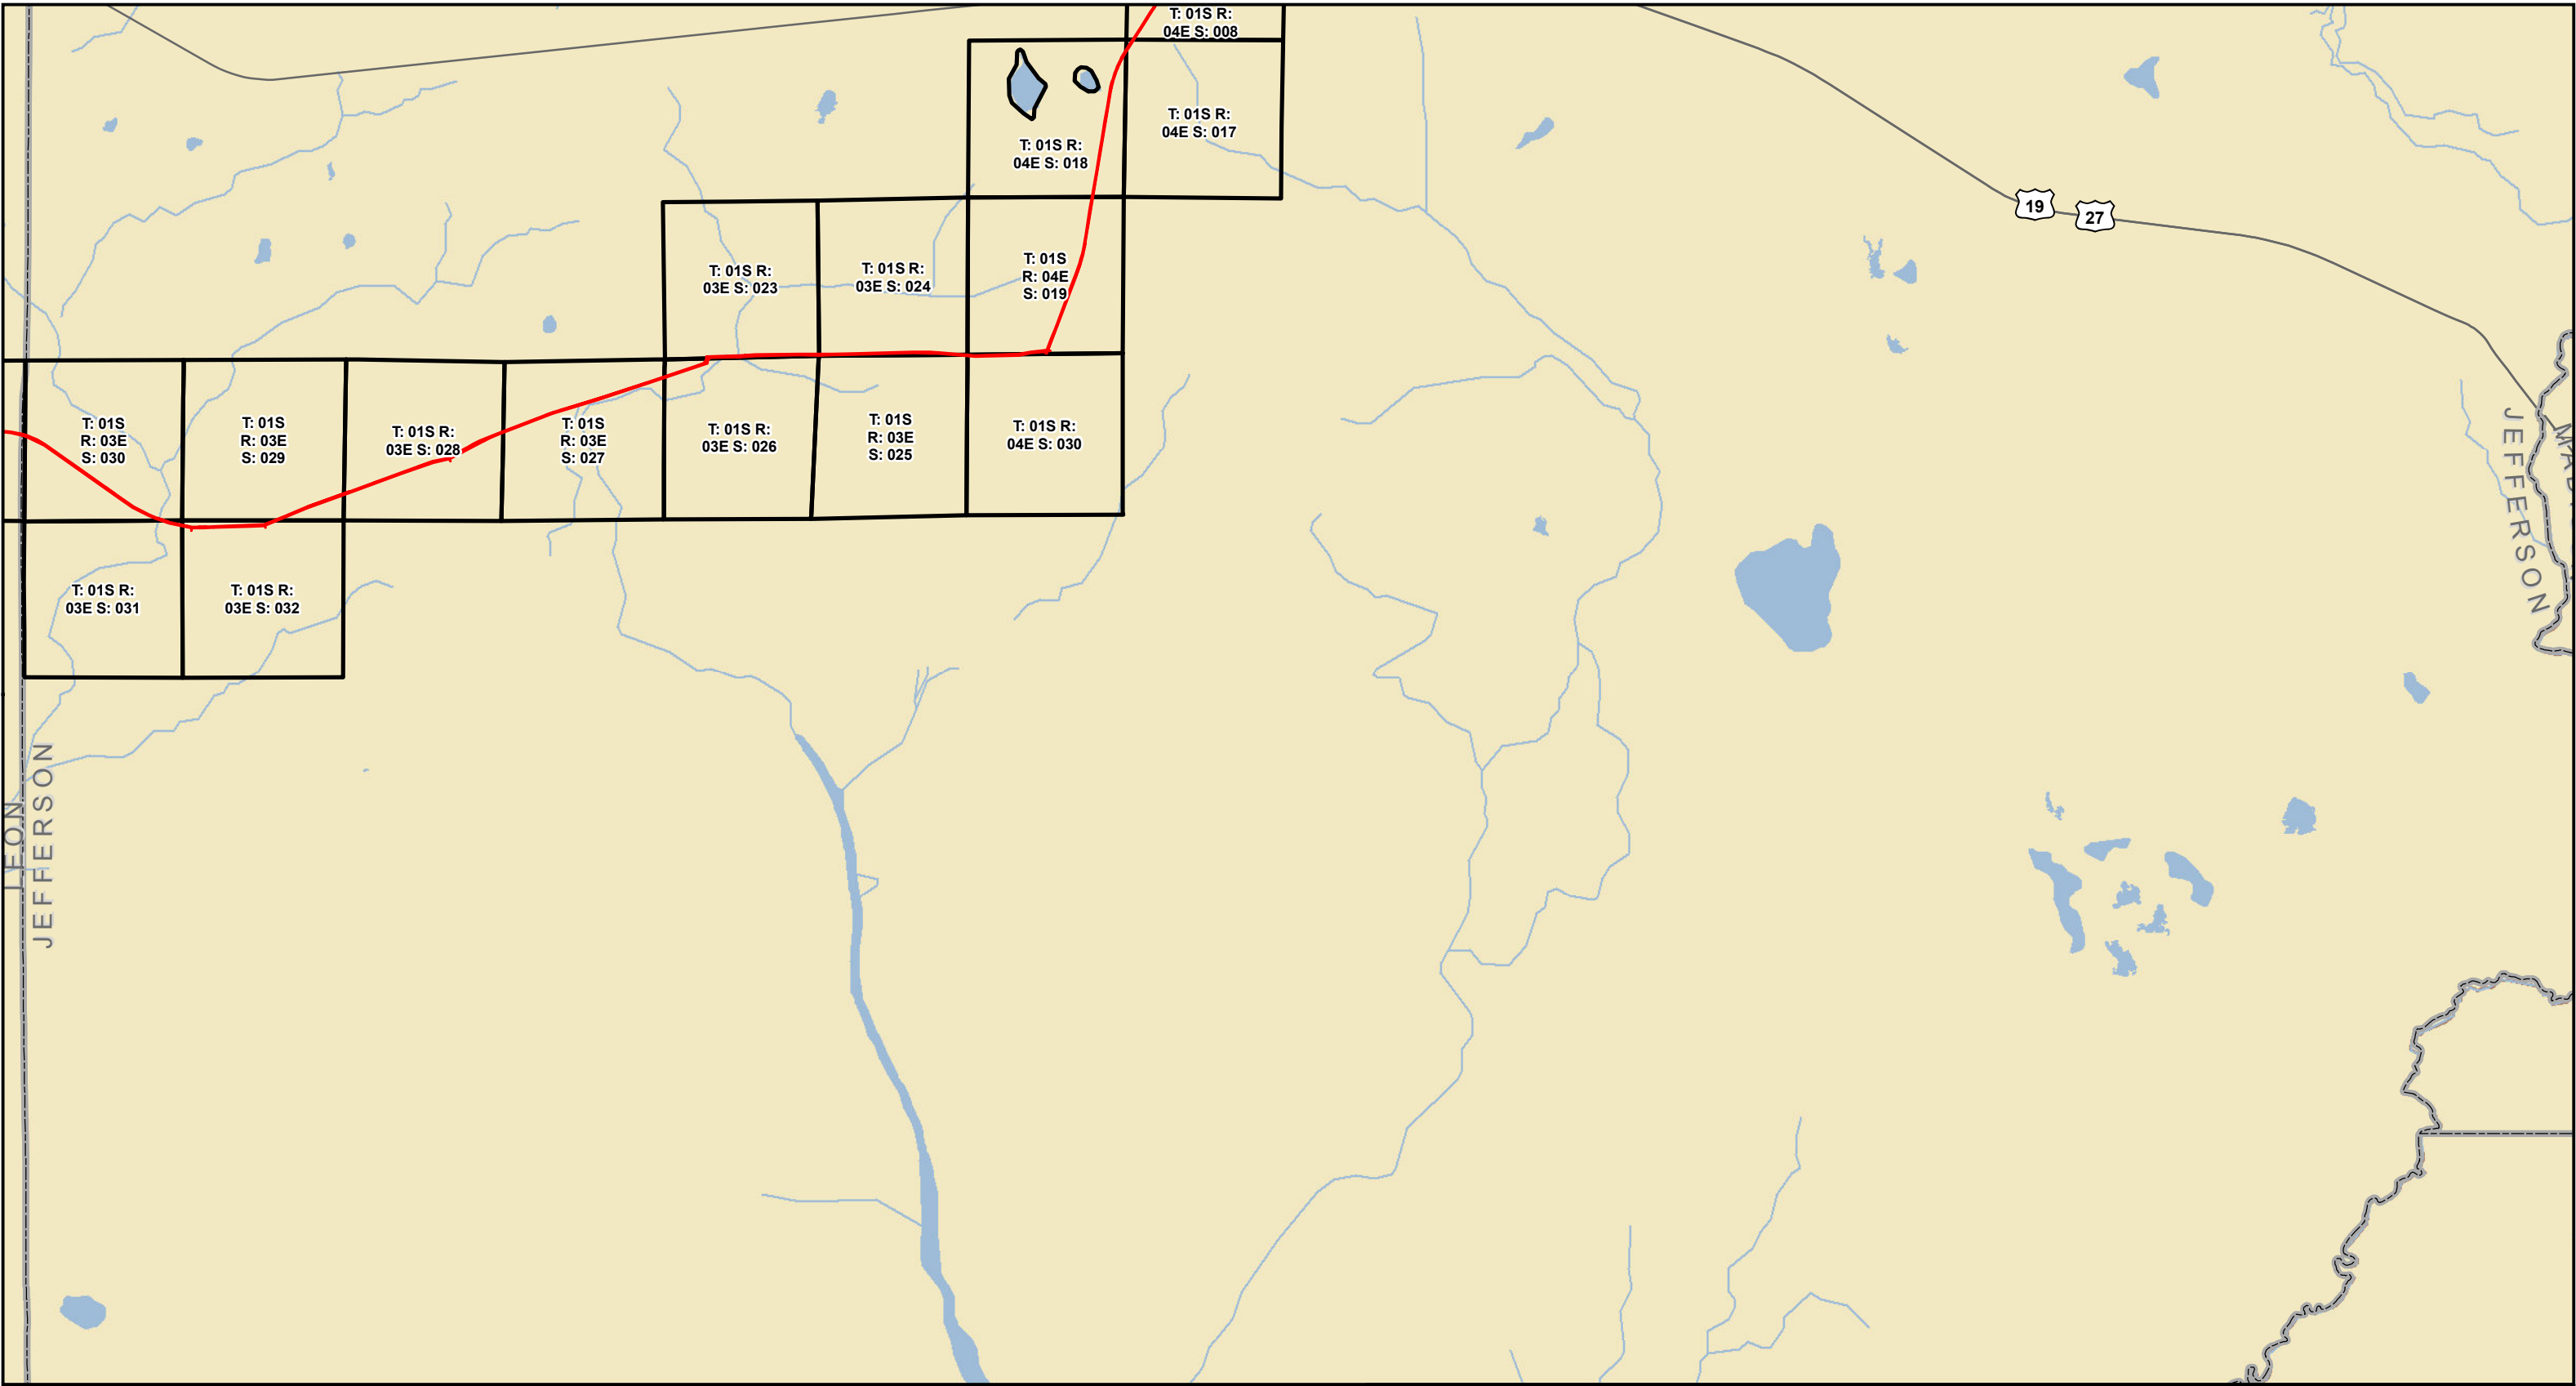 T: 01S R:
04E S: 008
T: 01S R:
04E S: 017
T: 01S R:
04E S: 018
19
27
T: 01S R:
03E S: 023
T: 01S R:
03E S: 024
T: 01S
R: 04E
S: 019
T: 01S
R: 03E
S: 030
T: 01S
R: 03E
S: 029
T: 01S R:
03E S: 028
T: 01S
R: 03E
S: 027
T: 01S R:
03E S: 026
T: 01S
R: 03E
S: 025
T: 01S R:
04E S: 030
JEFFERSON
T: 01S R:
03E S: 031
T: 01S R:
03E S: 032
LEON
JEFFERSON